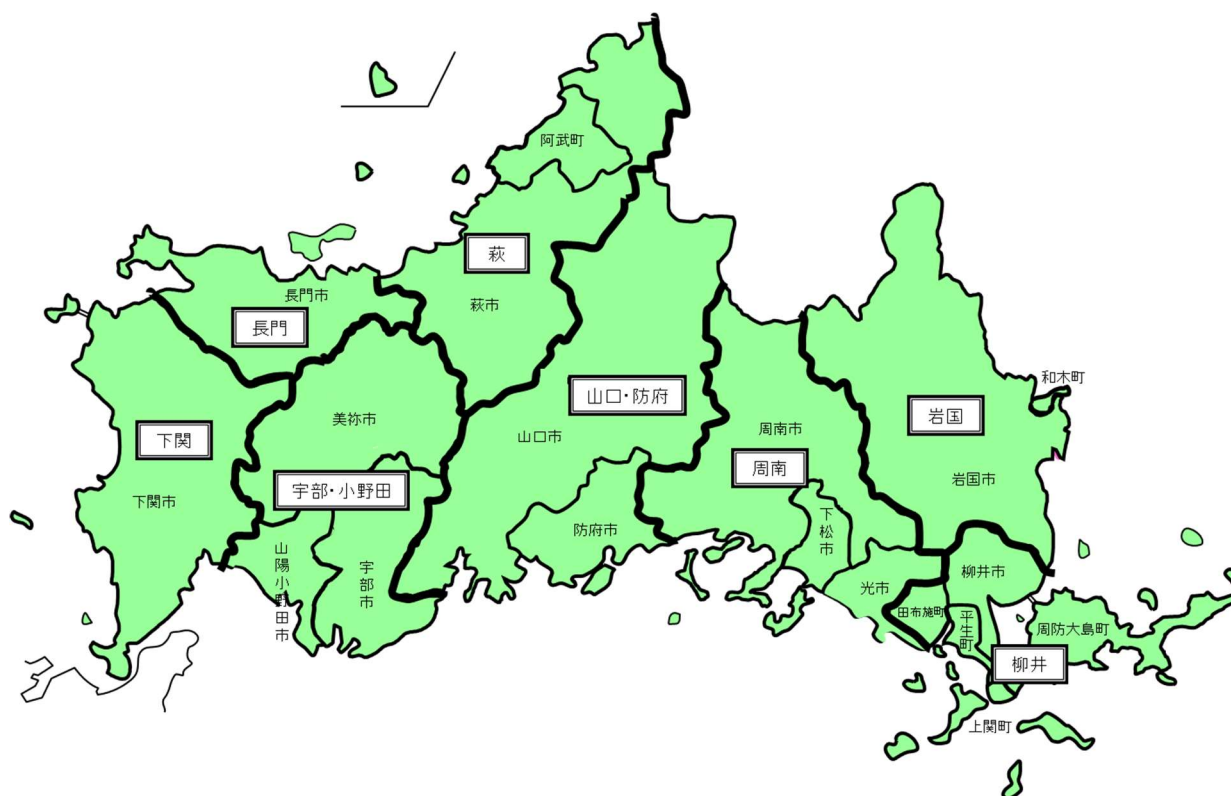 阿武町
萩
長門市
萩市
長門
和木町
山口・防府
岩国
美祢市
周南市
下関
山口市
周南
岩国市
宇部・小野田
下関市
防府市
下松市
山陽小野田市
宇部市
柳井市
光市
田布施町
平生町
周防大島町
柳井
上関町